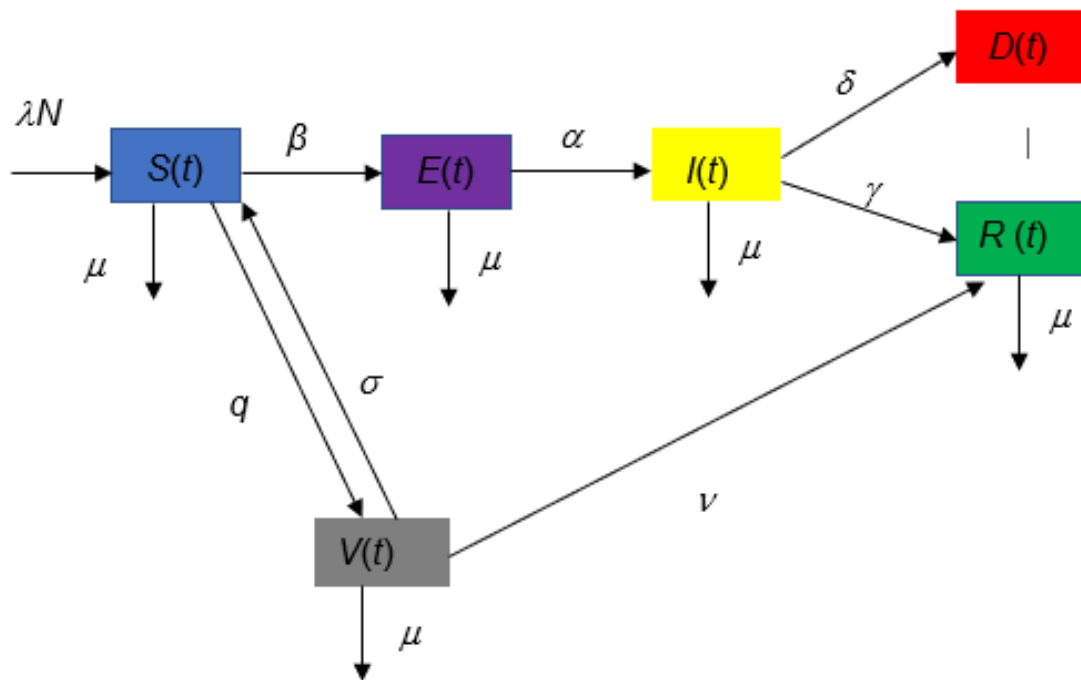 D(t)
δ
λN
β
α
S(t)
E(t)
I(t)
γ
R (t)
μ
μ
μ
μ
q
σ
ν
V(t)
μ